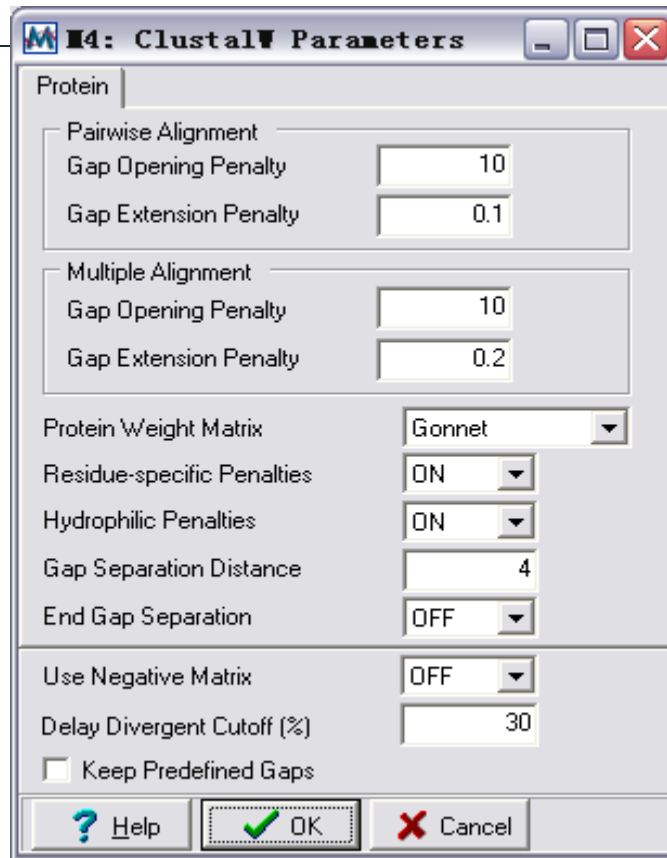 M4: ClustalW Parameters
Protein
Pairwise Alignment
Gap Opening Penalty 10
Gap Extension Penalty 0.1
Multiple Alignment
Gap Opening Penalty 10
Gap Extension Penalty 0.2
Protein Weight Matrix Gonnet
Residue-specific Penalties ON
Hydrophilic Penalties ON
Gap Separation Distance 4
End Gap Separation OFF
Use Negative Matrix OFF
Delay Divergent Cutoff (%) 30
Keep Predefined Gaps
? Help OK Cancel